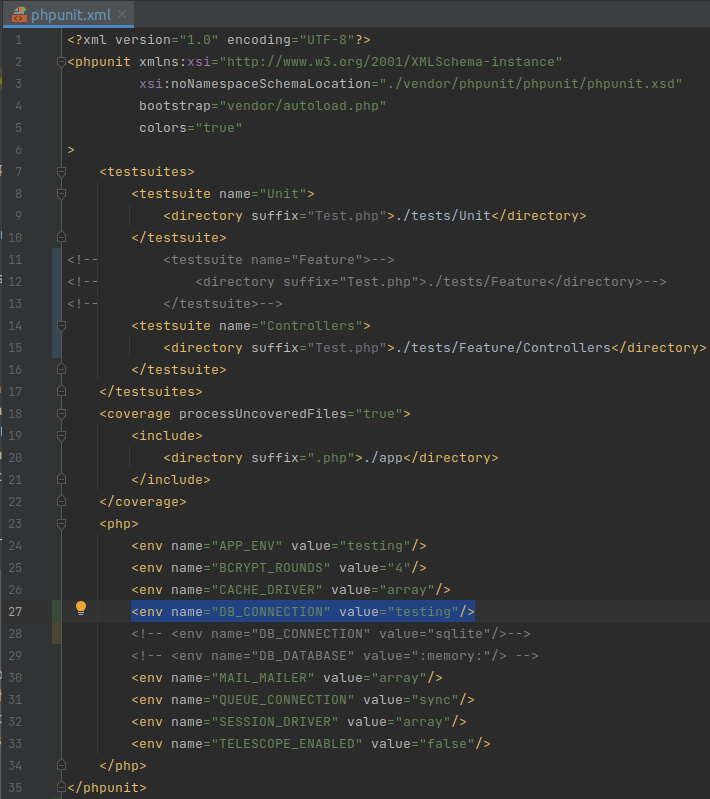 phpunit.xml
1 <?xml version="1.0" encoding="UTF-8"?>
2 <phpunit xmlns:xsi="http://www.w3.org/2001/XMLSchema-instance"
3          xsi:noNamespaceSchemaLocation="./vendor/phpunit/phpunit/phpunit.xsd"
4          bootstrap="vendor/autoload.php"
5          colors="true"
6 >
7     <testsuites>
8         <testsuite name="Unit">
9             <directory suffix="Test.php">./tests/Unit</directory>
10         </testsuite>
11 <!--        <testsuite name="Feature">-->
12 <!--            <directory suffix="Test.php">./tests/Feature</directory>-->
13 <!--        </testsuite>-->
14         <testsuite name="Controllers">
15             <directory suffix="Test.php">./tests/Feature/Controllers</directory>
16         </testsuite>
17     </testsuites>
18     <coverage processUncoveredFiles="true">
19         <include>
20             <directory suffix=".php">./app</directory>
21         </include>
22     </coverage>
23     <php>
24         <env name="APP_ENV" value="testing"/>
25         <env name="BCRYPT_ROUNDS" value="4"/>
26         <env name="CACHE_DRIVER" value="array"/>
27         <env name="DB_CONNECTION" value="testing"/>
28         <!-- <env name="DB_CONNECTION" value="sqlite"/>-->
29         <!-- <env name="DB_DATABASE" value=":memory:"/> -->
30         <env name="MAIL_MAILER" value="array"/>
31         <env name="QUEUE_CONNECTION" value="sync"/>
32         <env name="SESSION_DRIVER" value="array"/>
33         <env name="TELESCOPE_ENABLED" value="false"/>
34     </php>
35 </phpunit>